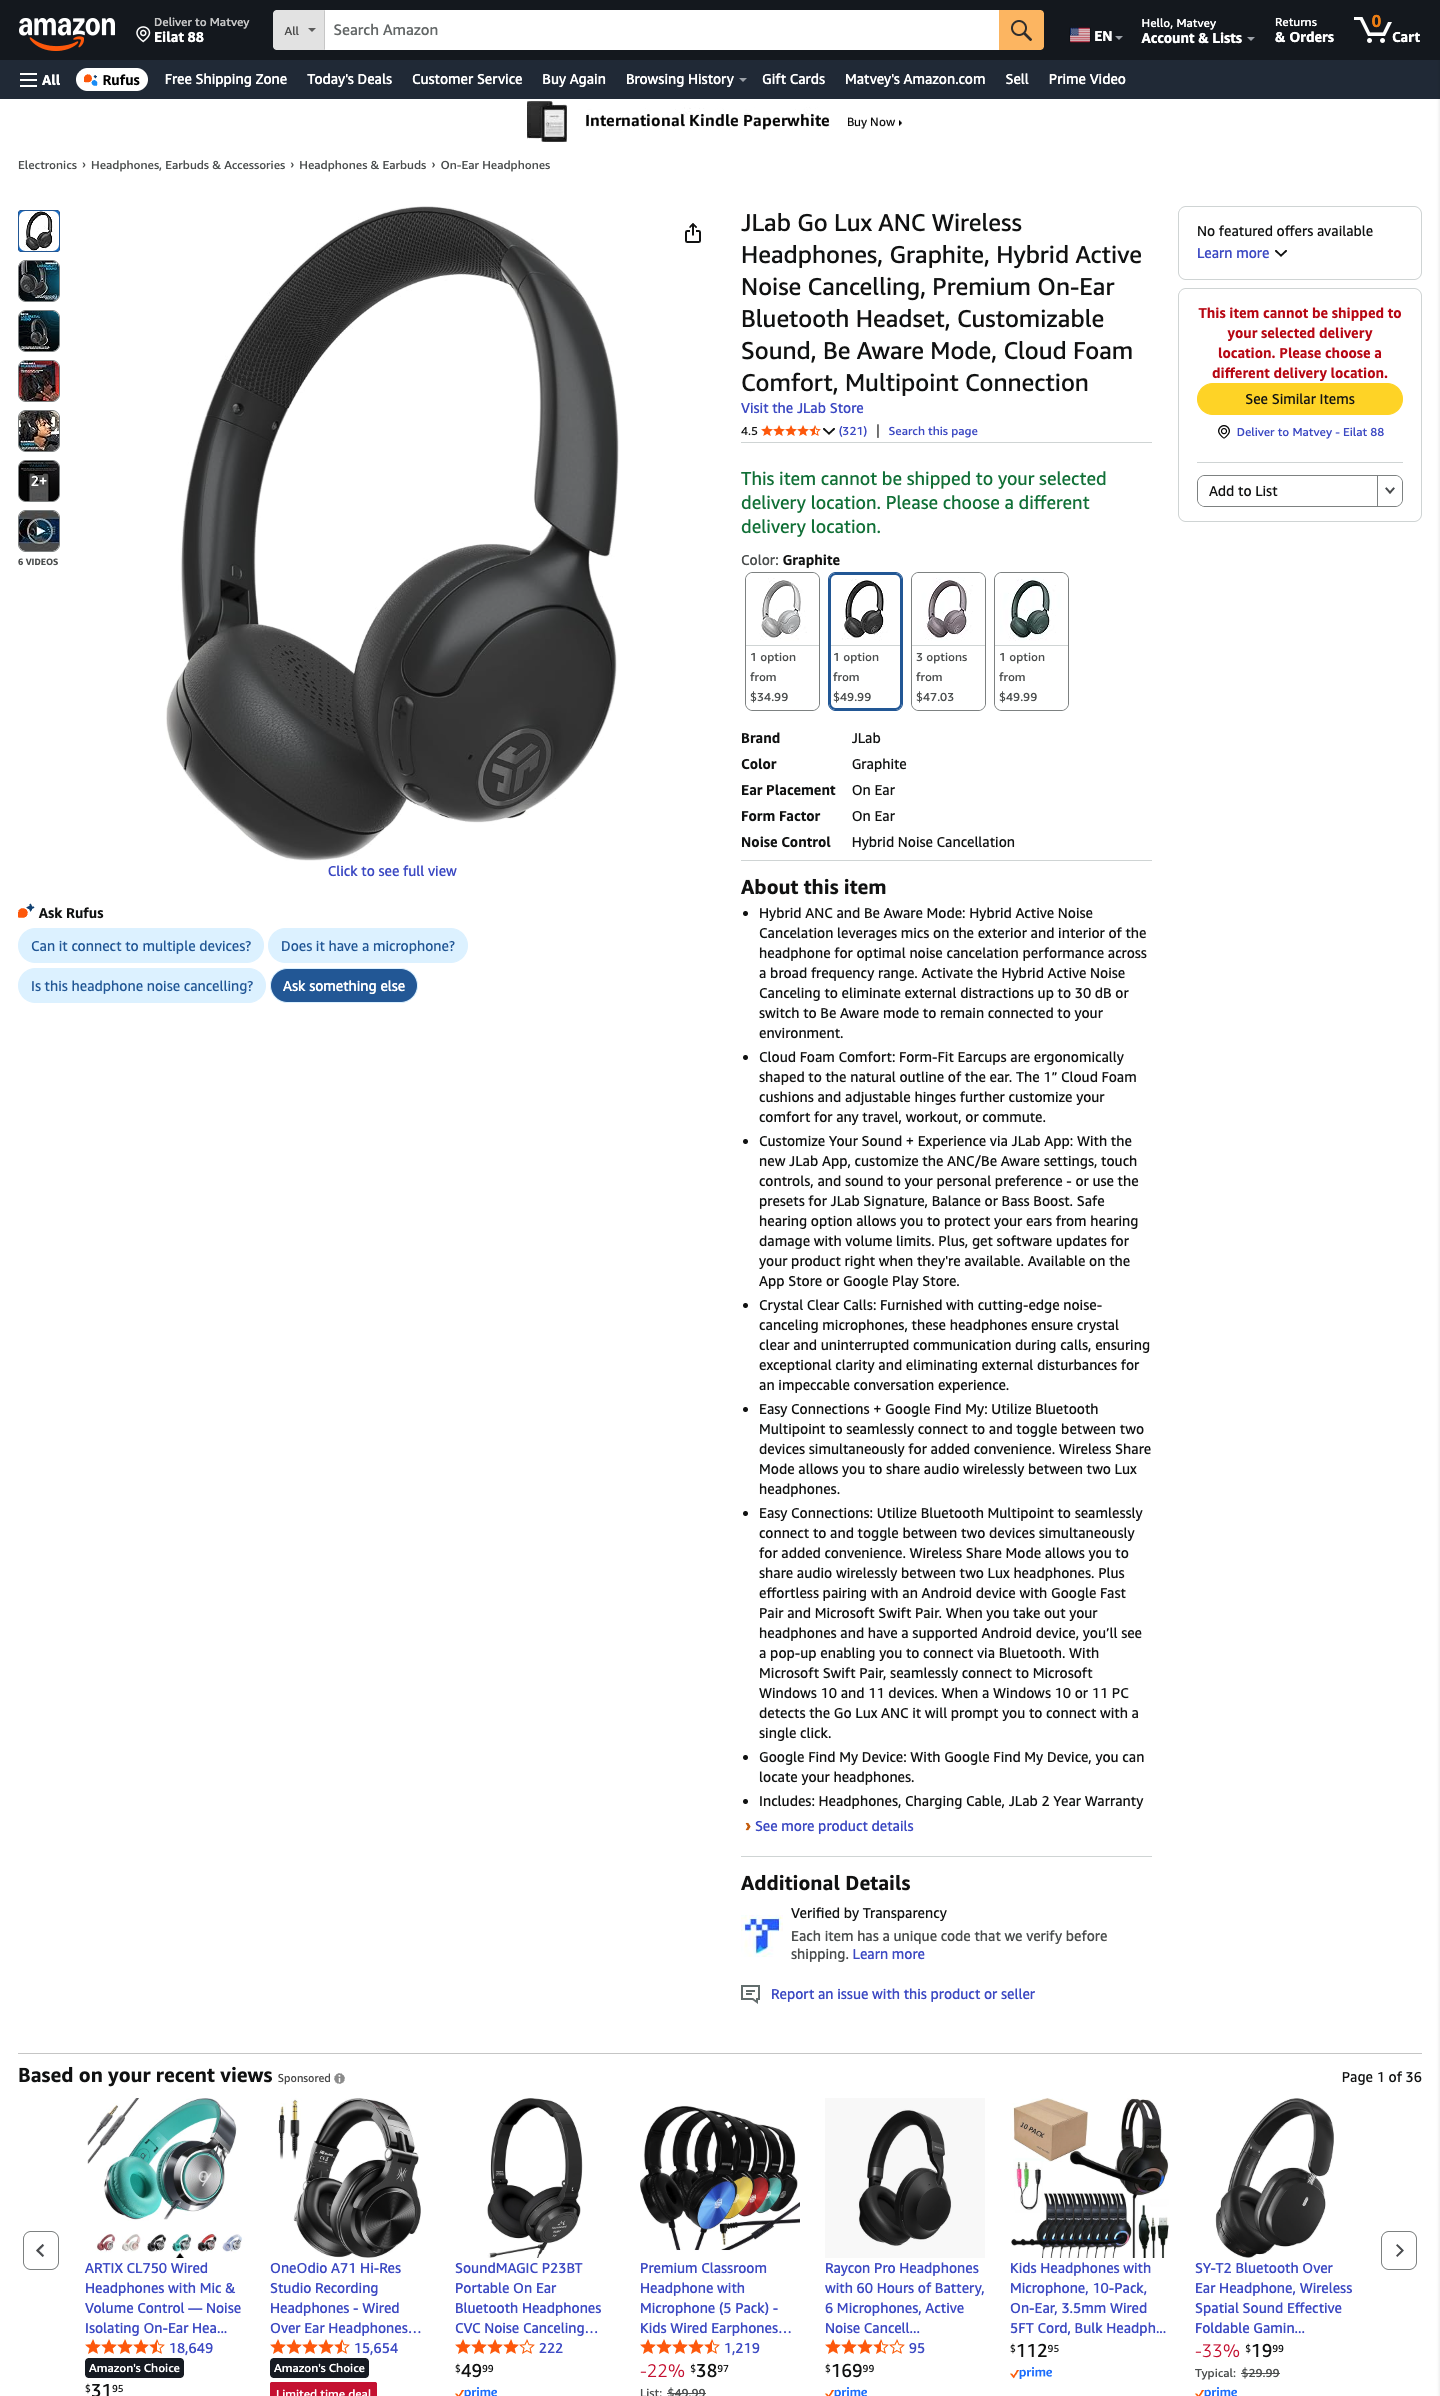 amazon
Deliver to Matvey
Eilat 88
All
Search Amazon
EN
Hello, Matvey
Account & Lists
Returns
& Orders
0
Cart
All
Rufus
Free Shipping Zone
Today's Deals
Customer Service
Buy Again
Browsing History
Gift Cards
Matvey's Amazon.com
Sell
Prime Video
International Kindle Paperwhite
Buy Now
Electronics › Headphones, Earbuds & Accessories › Headphones & Earbuds › On-Ear Headphones
2+
6 VIDEOS
Click to see full view
Ask Rufus
Can it connect to multiple devices?
Does it have a microphone?
Is this headphone noise cancelling?
Ask something else
JLab Go Lux ANC Wireless
Headphones, Graphite, Hybrid Active
Noise Cancelling, Premium On-Ear
Bluetooth Headset, Customizable
Sound, Be Aware Mode, Cloud Foam
Comfort, Multipoint Connection
Visit the JLab Store
4.5 (321) | Search this page
This item cannot be shipped to your selected
delivery location. Please choose a different
delivery location.
Color: Graphite
1 option
from
$34.99
1 option
from
$49.99
3 options
from
$47.03
1 option
from
$49.99
Brand JLab
Color Graphite
Ear Placement On Ear
Form Factor On Ear
Noise Control Hybrid Noise Cancellation
About this item
• Hybrid ANC and Be Aware Mode: Hybrid Active Noise
Cancelation leverages mics on the exterior and interior of the
headphone for optimal noise cancelation performance across
a broad frequency range. Activate the Hybrid Active Noise
Canceling to eliminate external distractions up to 30 dB or
switch to Be Aware mode to remain connected to your
environment.
• Cloud Foam Comfort: Form-Fit Earcups are ergonomically
shaped to the natural outline of the ear. The 1” Cloud Foam
cushions and adjustable hinges further customize your
comfort for any travel, workout, or commute.
• Customize Your Sound + Experience via JLab App: With the
new JLab App, customize the ANC/Be Aware settings, touch
controls, and sound to your personal preference - or use the
presets for JLab Signature, Balance or Bass Boost. Safe
hearing option allows you to protect your ears from hearing
damage with volume limits. Plus, get software updates for
your product right when they're available. Available on the
App Store or Google Play Store.
• Crystal Clear Calls: Furnished with cutting-edge noise-
canceling microphones, these headphones ensure crystal
clear and uninterrupted communication during calls, ensuring
exceptional clarity and eliminating external disturbances for
an impeccable conversation experience.
• Easy Connections + Google Find My: Utilize Bluetooth
Multipoint to seamlessly connect to and toggle between two
devices simultaneously for added convenience. Wireless Share
Mode allows you to share audio wirelessly between two Lux
headphones.
• Easy Connections: Utilize Bluetooth Multipoint to seamlessly
connect to and toggle between two devices simultaneously
for added convenience. Wireless Share Mode allows you to
share audio wirelessly between two Lux headphones. Plus
effortless pairing with an Android device with Google Fast
Pair and Microsoft Swift Pair. When you take out your
headphones and have a supported Android device, you’ll see
a pop-up enabling you to connect via Bluetooth. With
Microsoft Swift Pair, seamlessly connect to Microsoft
Windows 10 and 11 devices. When a Windows 10 or 11 PC
detects the Go Lux ANC it will prompt you to connect with a
single click.
• Google Find My Device: With Google Find My Device, you can
locate your headphones.
• Includes: Headphones, Charging Cable, JLab 2 Year Warranty
› See more product details
Additional Details
Verified by Transparency
Each item has a unique code that we verify before
shipping. Learn more
Report an issue with this product or seller
No featured offers available
Learn more
This item cannot be shipped to
your selected delivery
location. Please choose a
different delivery location.
See Similar Items
Deliver to Matvey - Eilat 88
Add to List
Based on your recent views Sponsored
Page 1 of 36
ARTIX CL750 Wired
Headphones with Mic &
Volume Control — Noise
Isolating On-Ear Hea...
18,649
Amazon's Choice
$31.95
OneOdio A71 Hi-Res
Studio Recording
Headphones - Wired
Over Ear Headphones...
15,654
Amazon's Choice
Limited time deal
SoundMAGIC P23BT
Portable On Ear
Bluetooth Headphones
CVC Noise Canceling...
222
$49.99
prime
Premium Classroom
Headphone with
Microphone (5 Pack) -
Kids Wired Earphones...
1,219
-22% $38.97
List: $49.99
Raycon Pro Headphones
with 60 Hours of Battery,
6 Microphones, Active
Noise Cancell...
95
$169.99
prime
10 PACK
Kids Headphones with
Microphone, 10-Pack,
On-Ear, 3.5mm Wired
5FT Cord, Bulk Headph...
$112.95
prime
SY-T2 Bluetooth Over
Ear Headphone, Wireless
Spatial Sound Effective
Foldable Gamin...
-33% $19.99
Typical: $29.99
prime